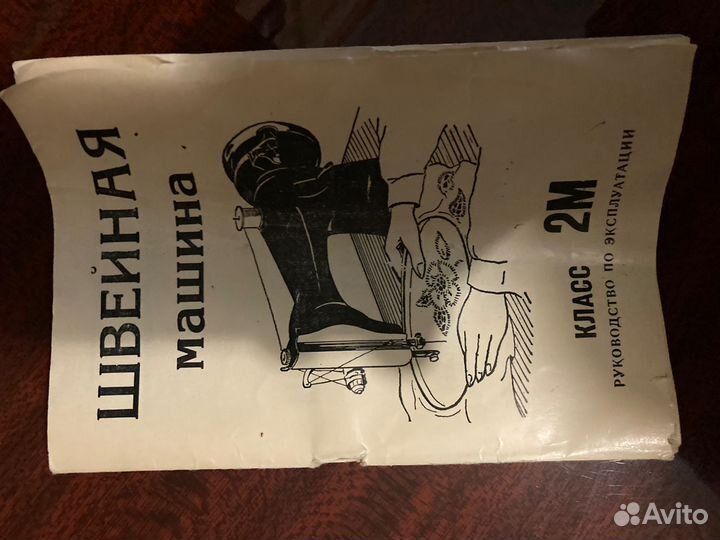 ШВЕЙНАЯ
машина
КЛАСС 2М
РУКОВОДСТВО ПО ЭКСПЛУАТАЦИИ
Avito